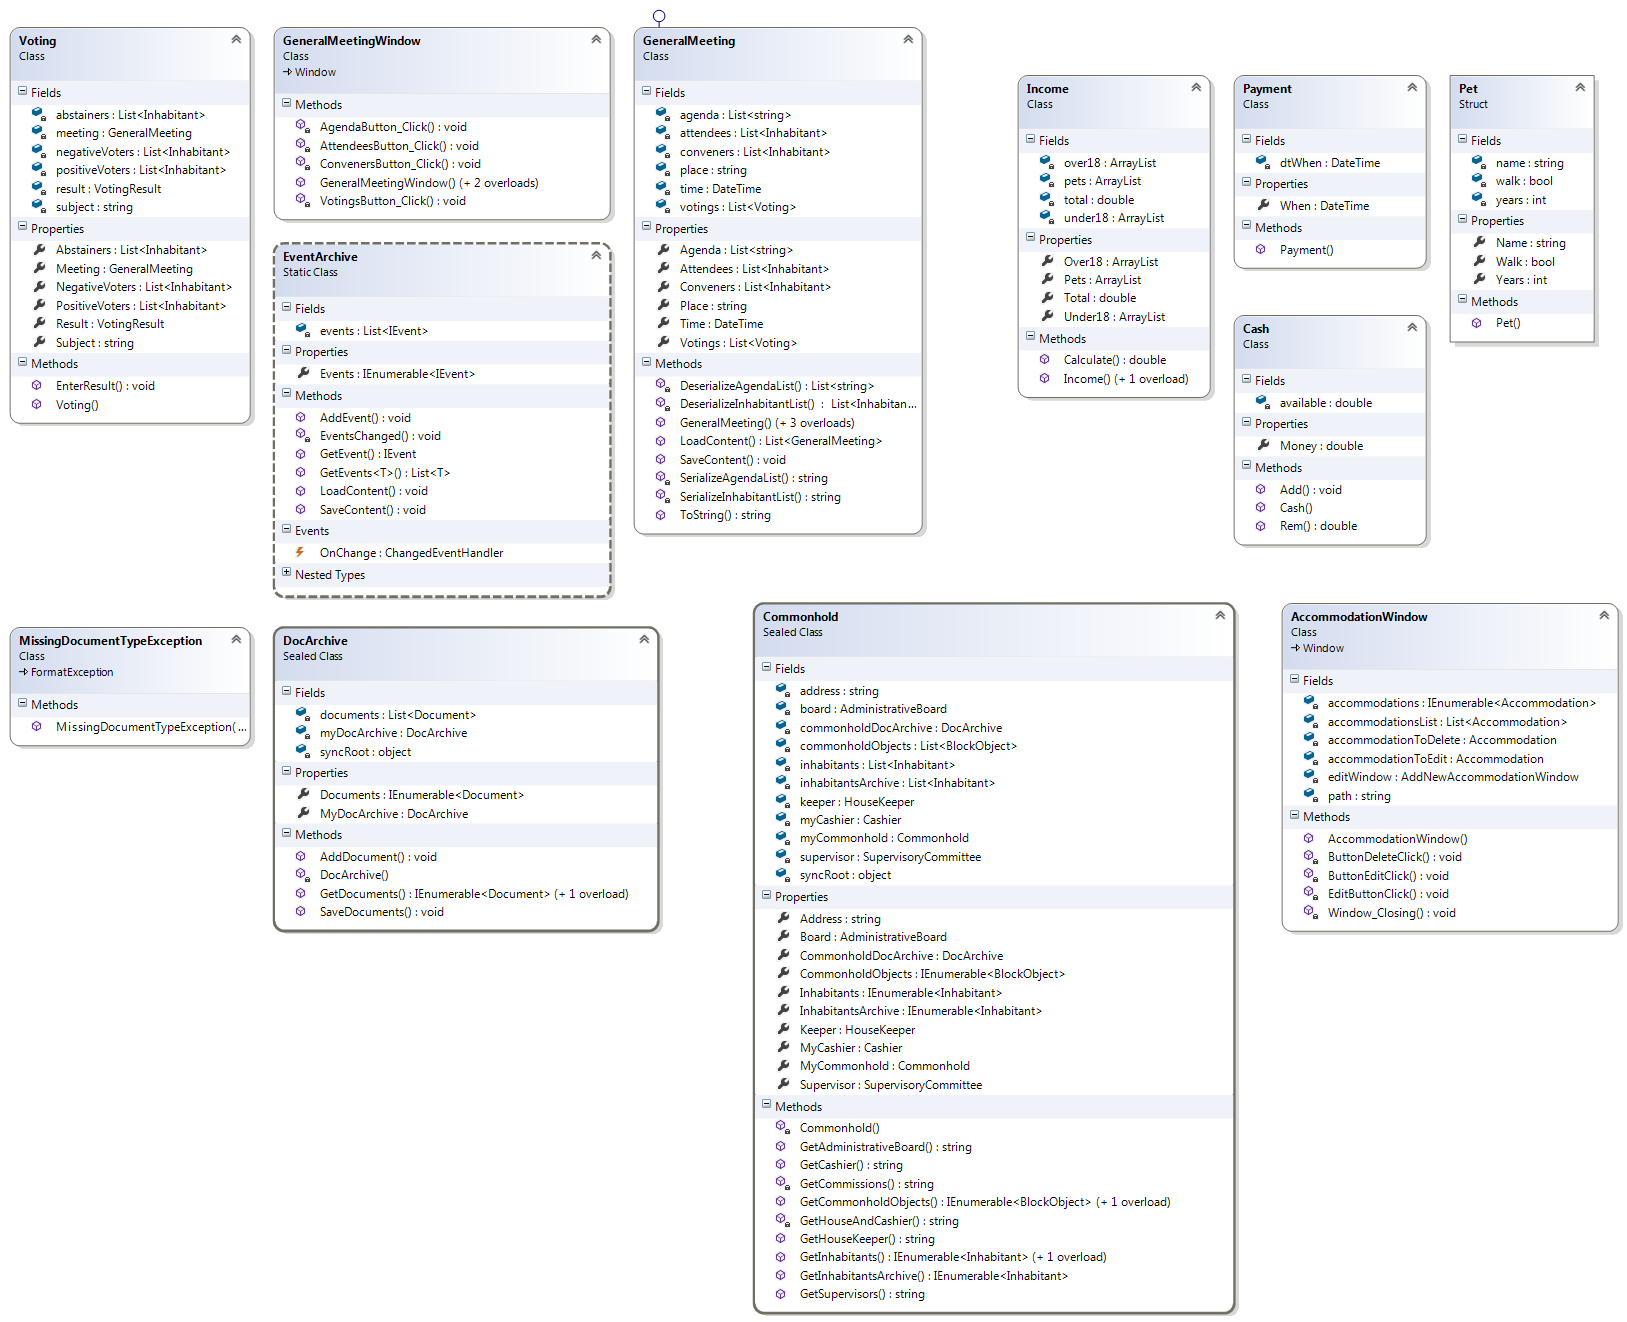 Voting
Class
Fields
abstainers : List<Inhabitant>
meeting : GeneralMeeting
negativeVoters : List<Inhabitant>
positiveVoters : List<Inhabitant>
result : VotingResult
subject : string
Properties
Abstainers : List<Inhabitant>
Meeting : GeneralMeeting
NegativeVoters : List<Inhabitant>
PositiveVoters : List<Inhabitant>
Result : VotingResult
Subject : string
Methods
EnterResult() : void
Voting()
GeneralMeetingWindow
Class
Window
Methods
AgendaButton_Click() : void
AttendeesButton_Click() : void
ConvenersButton_Click() : void
GeneralMeetingWindow() (+ 2 overloads)
VotingsButton_Click() : void
EventArchive
Static Class
Fields
events : List<IEvent>
Properties
Events : IEnumerable<IEvent>
Methods
AddEvent() : void
EventsChanged() : void
GetEvent() : IEvent
GetEvents<T>() : List<T>
LoadContent() : void
SaveContent() : void
Events
OnChange : ChangedEventHandler
Nested Types
GeneralMeeting
Class
Fields
agenda : List<string>
attendees : List<Inhabitant>
conveners : List<Inhabitant>
place : string
time : DateTime
votings : List<Voting>
Properties
Agenda : List<string>
Attendees : List<Inhabitant>
Conveners : List<Inhabitant>
Place : string
Time : DateTime
Votings : List<Voting>
Methods
DeserializeAgendaList() : List<string>
DeserializeInhabitantList() : List<Inhabitan...
GeneralMeeting() (+ 3 overloads)
LoadContent() : List<GeneralMeeting>
SaveContent() : void
SerializeAgendaList() : string
SerializeInhabitantList() : string
ToString() : string
Income
Class
Fields
over18 : ArrayList
pets : ArrayList
total : double
under18 : ArrayList
Properties
Over18 : ArrayList
Pets : ArrayList
Total : double
Under18 : ArrayList
Methods
Calculate() : double
Income() (+ 1 overload)
Payment
Class
Fields
dtWhen : DateTime
Properties
When : DateTime
Methods
Payment()
Pet
Struct
Fields
name : string
walk : bool
years : int
Properties
Name : string
Walk : bool
Years : int
Methods
Pet()
Cash
Class
Fields
available : double
Properties
Money : double
Methods
Add() : void
Cash()
Rem() : double
MissingDocumentTypeException
Class
FormatException
Methods
MissingDocumentTypeException( ...
DocArchive
Sealed Class
Fields
documents : List<Document>
myDocArchive : DocArchive
syncRoot : object
Properties
Documents : IEnumerable<Document>
MyDocArchive : DocArchive
Methods
AddDocument() : void
DocArchive()
GetDocuments() : IEnumerable<Document> (+ 1 overload)
SaveDocuments() : void
Commonhold
Sealed Class
Fields
address : string
board : AdministrativeBoard
commonholdDocArchive : DocArchive
commonholdObjects : List<BlockObject>
inhabitants : List<Inhabitant>
inhabitantsArchive : List<Inhabitant>
keeper : HouseKeeper
myCashier : Cashier
myCommonhold : Commonhold
supervisor : SupervisoryCommittee
syncRoot : object
Properties
Address : string
Board : AdministrativeBoard
CommonholdDocArchive : DocArchive
CommonholdObjects : IEnumerable<BlockObject>
Inhabitants : IEnumerable<Inhabitant>
InhabitantsArchive : IEnumerable<Inhabitant>
Keeper : HouseKeeper
MyCashier : Cashier
MyCommonhold : Commonhold
Supervisor : SupervisoryCommittee
Methods
Commonhold()
GetAdministrativeBoard() : string
GetCashier() : string
GetCommissions() : string
GetCommonholdObjects() : IEnumerable<BlockObject> (+ 1 overload)
GetHouseAndCashier() : string
GetHouseKeeper() : string
GetInhabitants() : IEnumerable<Inhabitant> (+ 1 overload)
GetInhabitantsArchive() : IEnumerable<Inhabitant>
GetSupervisors() : string
AccommodationWindow
Class
Window
Fields
accommodations : IEnumerable<Accommodation>
accommodationsList : List<Accommodation>
accommodationToDelete : Accommodation
accommodationToEdit : Accommodation
editWindow : AddNewAccommodationWindow
path : string
Methods
AccommodationWindow()
ButtonDeleteClick() : void
ButtonEditClick() : void
EditButtonClick() : void
Window_Closing() : void